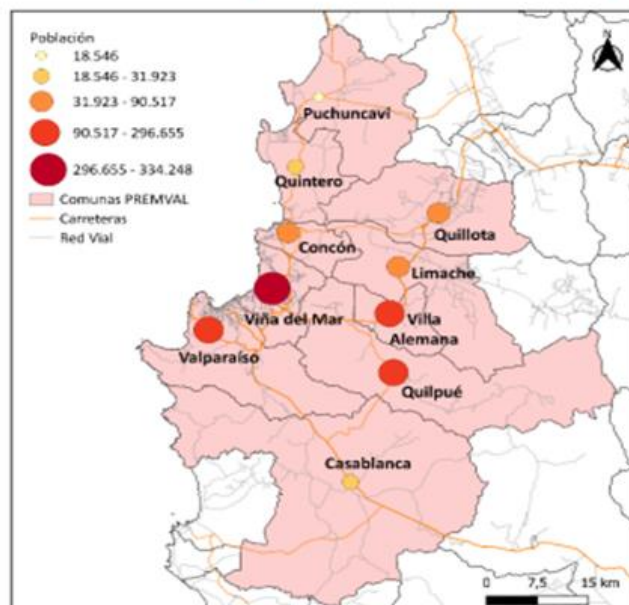 Población
18.546
18.546 - 31.923
31.923 - 90.517
90.517 - 296.655
296.655 - 334.248
Comunas PREMVAL
Carreteras
Red Vial
N
Puchuncaví
Quintero
Quillota
Concón
Limache
Viña del Mar
Villa
Alemana
Valparaíso
Quilpué
Casablanca
0 7,5 15 km